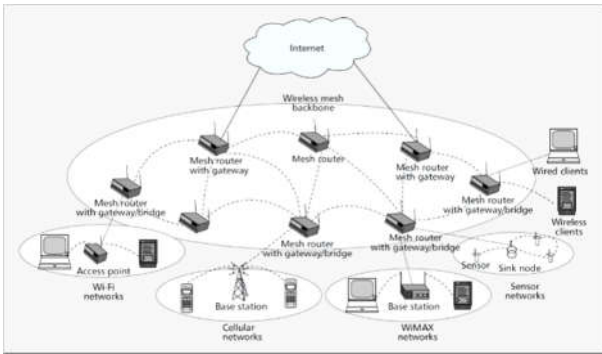 Internet
Wireless mesh
backbone
Mesh router
with gateway
Mesh router
Mesh router
with gateway
Wired clients
Mesh router
with gateway/bridge
Mesh router
with gateway/bridge
Wireless
clients
Mesh router
with gateway/bridge
Mesh router
with gateway/bridge
Access point
Wi-Fi
networks
Base station
Cellular
networks
Base station
WiMAX
networks
Sensor
Sink node
Sensor
networks